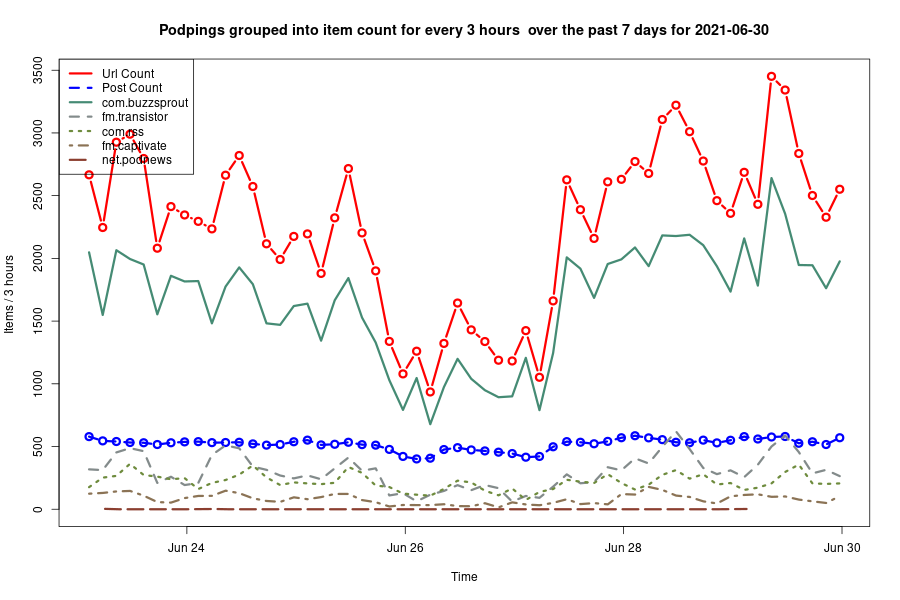 Podpings grouped into item count for every 3 hours  over the past 7 days for 2021-06-30
Items / 3 hours
3500
3000
2500
2000
1500
1000
500
0
Url Count
Post Count
com.buzzsprout
fm.transistor
com.rss
fm.captivate
net.podnews
Jun 24
Jun 26
Jun 28
Jun 30
Time